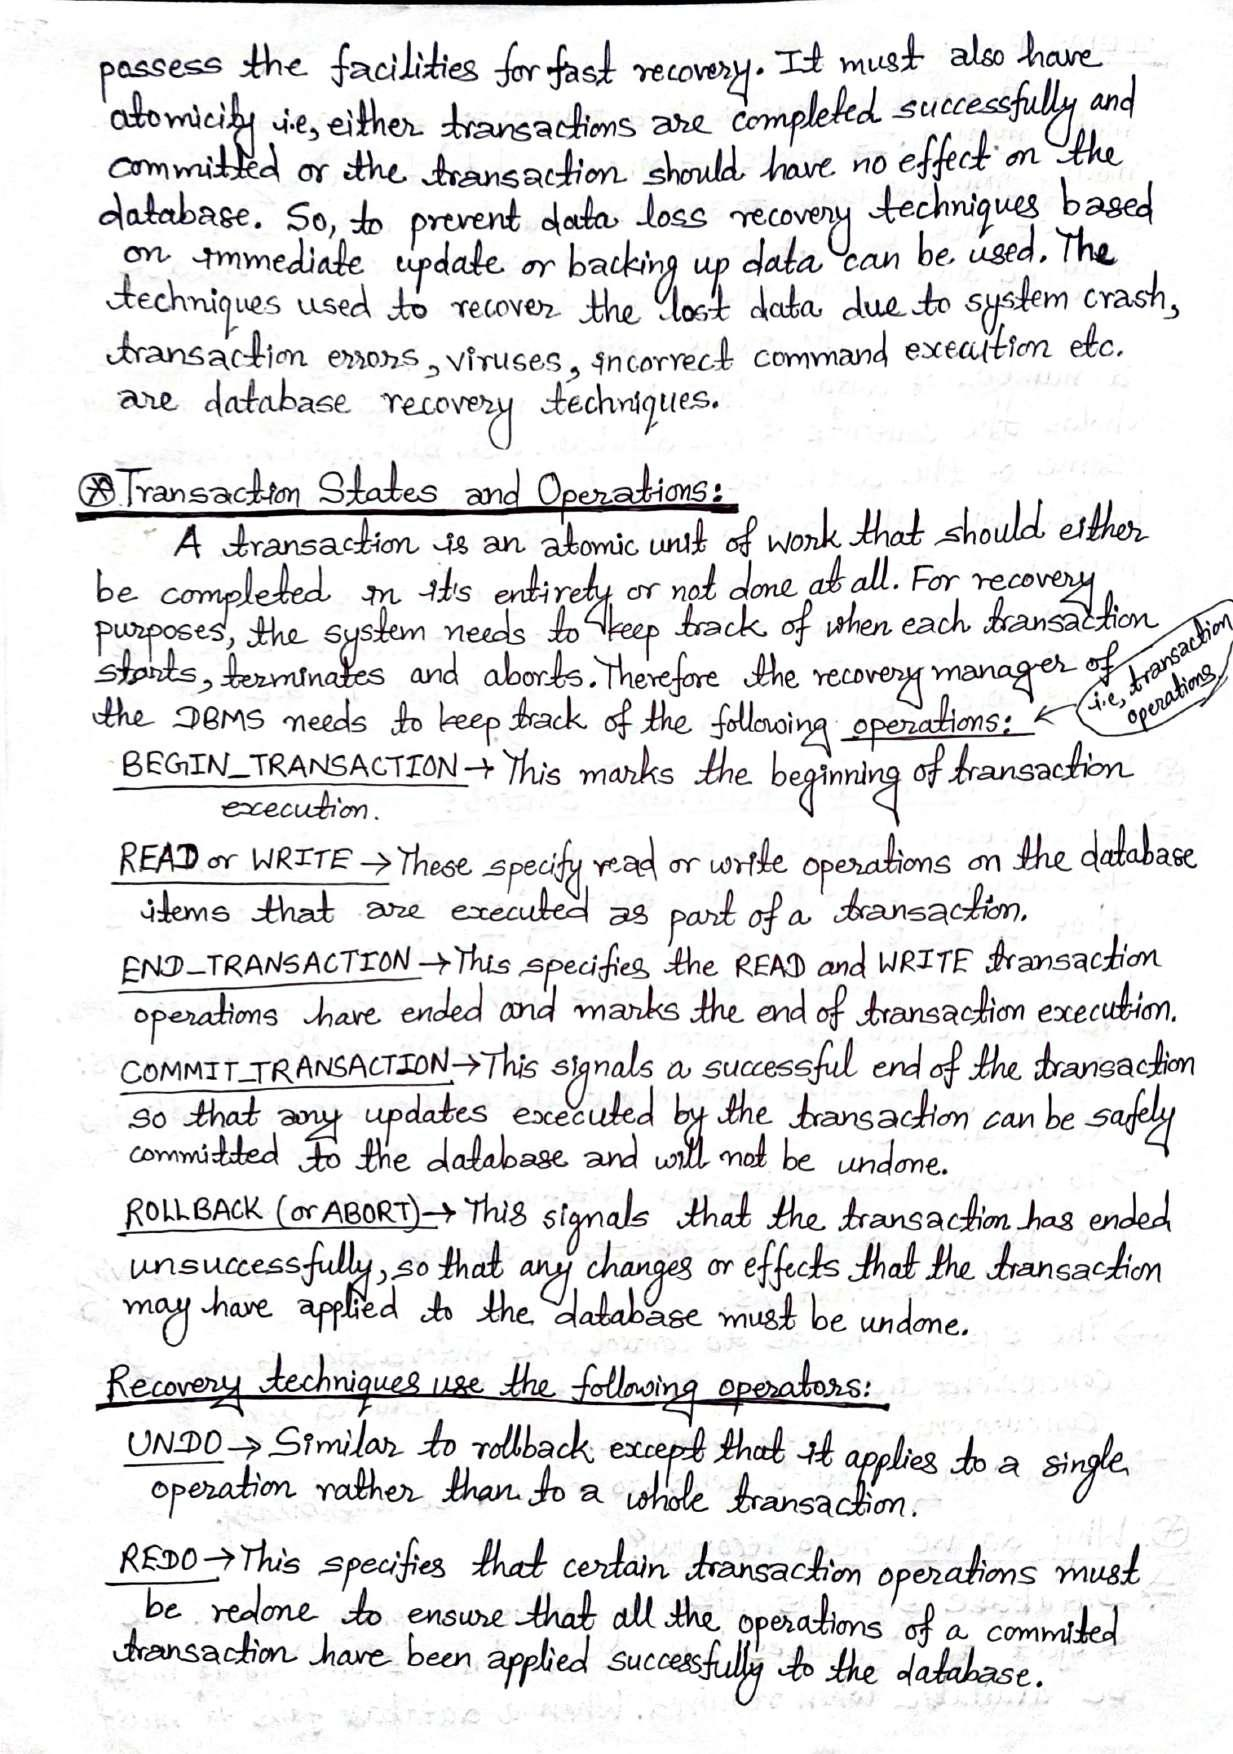 possess the facilities for fast recovery. It must also have
atomicity i.e, either transactions are completed successfully and
committed or the transaction should have no effect on the
database. So, to prevent data loss recovery techniques based
on immediate update or backing up data can be used. The
techniques used to recover the lost data due to system crash,
transaction errors, viruses, incorrect command execution etc.
are database recovery techniques.
⊛ Transaction States and Operations:
A transaction is an atomic unit of work that should either
be completed in it's entirety or not done at all. For recovery
purposes, the system needs to keep track of when each transaction
starts, terminates and aborts. Therefore the recovery manager of
the DBMS needs to keep track of the following operations: ←
i.e, transaction
operations
BEGIN_TRANSACTION → This marks the beginning of transaction
execution.
READ or WRITE → These specify read or write operations on the database
items that are executed as part of a transaction.
END_TRANSACTION → This specifies the READ and WRITE transaction
operations have ended and marks the end of transaction execution.
COMMIT_TRANSACTION → This signals a successful end of the transaction
so that any updates executed by the transaction can be safely
committed to the database and will not be undone.
ROLLBACK (or ABORT) → This signals that the transaction has ended
unsuccessfully, so that any changes or effects that the transaction
may have applied to the database must be undone.
Recovery techniques use the following operators:
UNDO → Similar to rollback except that it applies to a single
operation rather than to a whole transaction.
REDO → This specifies that certain transaction operations must
be redone to ensure that all the operations of a commited
transaction have been applied successfully to the database.